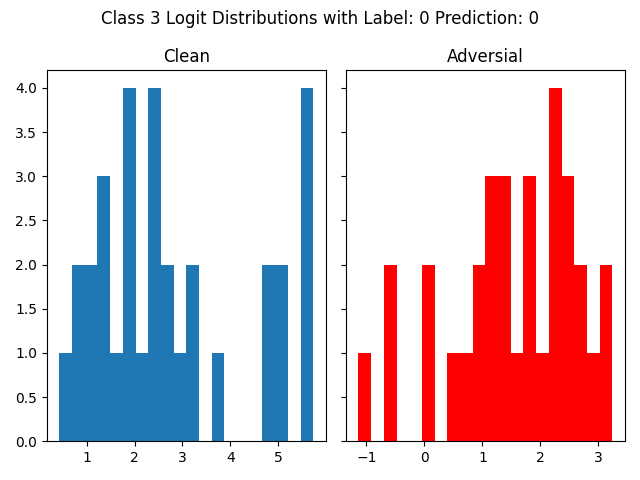 Class 3 Logit Distributions with Label: 0 Prediction: 0
Clean
Adversial
4.0
3.5
3.0
2.5
2.0
1.5
1.0
0.5
0.0
1 2 3 4 5
−1 0 1 2 3